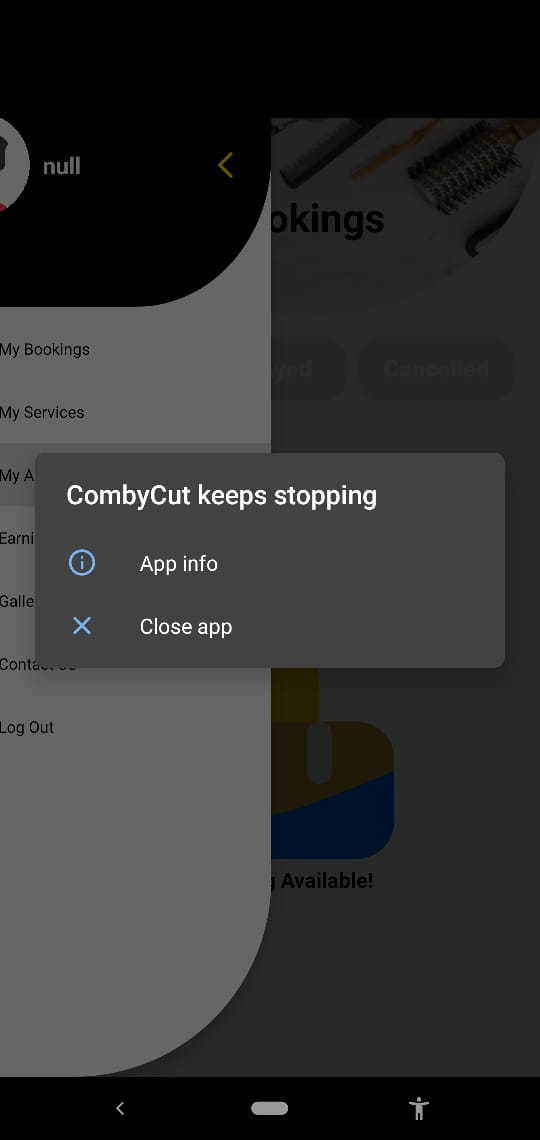 null
okings
My Bookings
yed
Cancelled
My Services
My A
CombyCut keeps stopping
Earni
App info
Galle
Close app
Log Out
g Available!